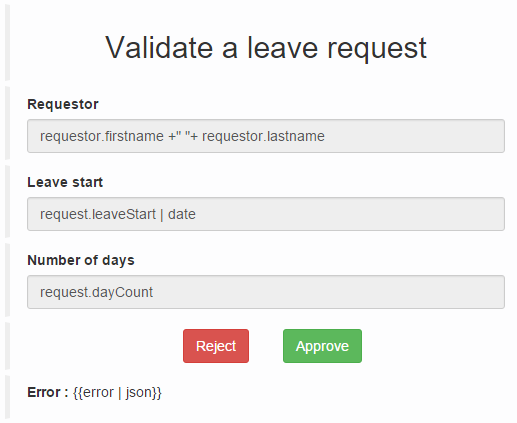 Validate a leave request
Requestor
requestor.firstname +" "+ requestor.lastname
Leave start
request.leaveStart | date
Number of days
request.dayCount
Reject Approve
Error : {{error | json}}